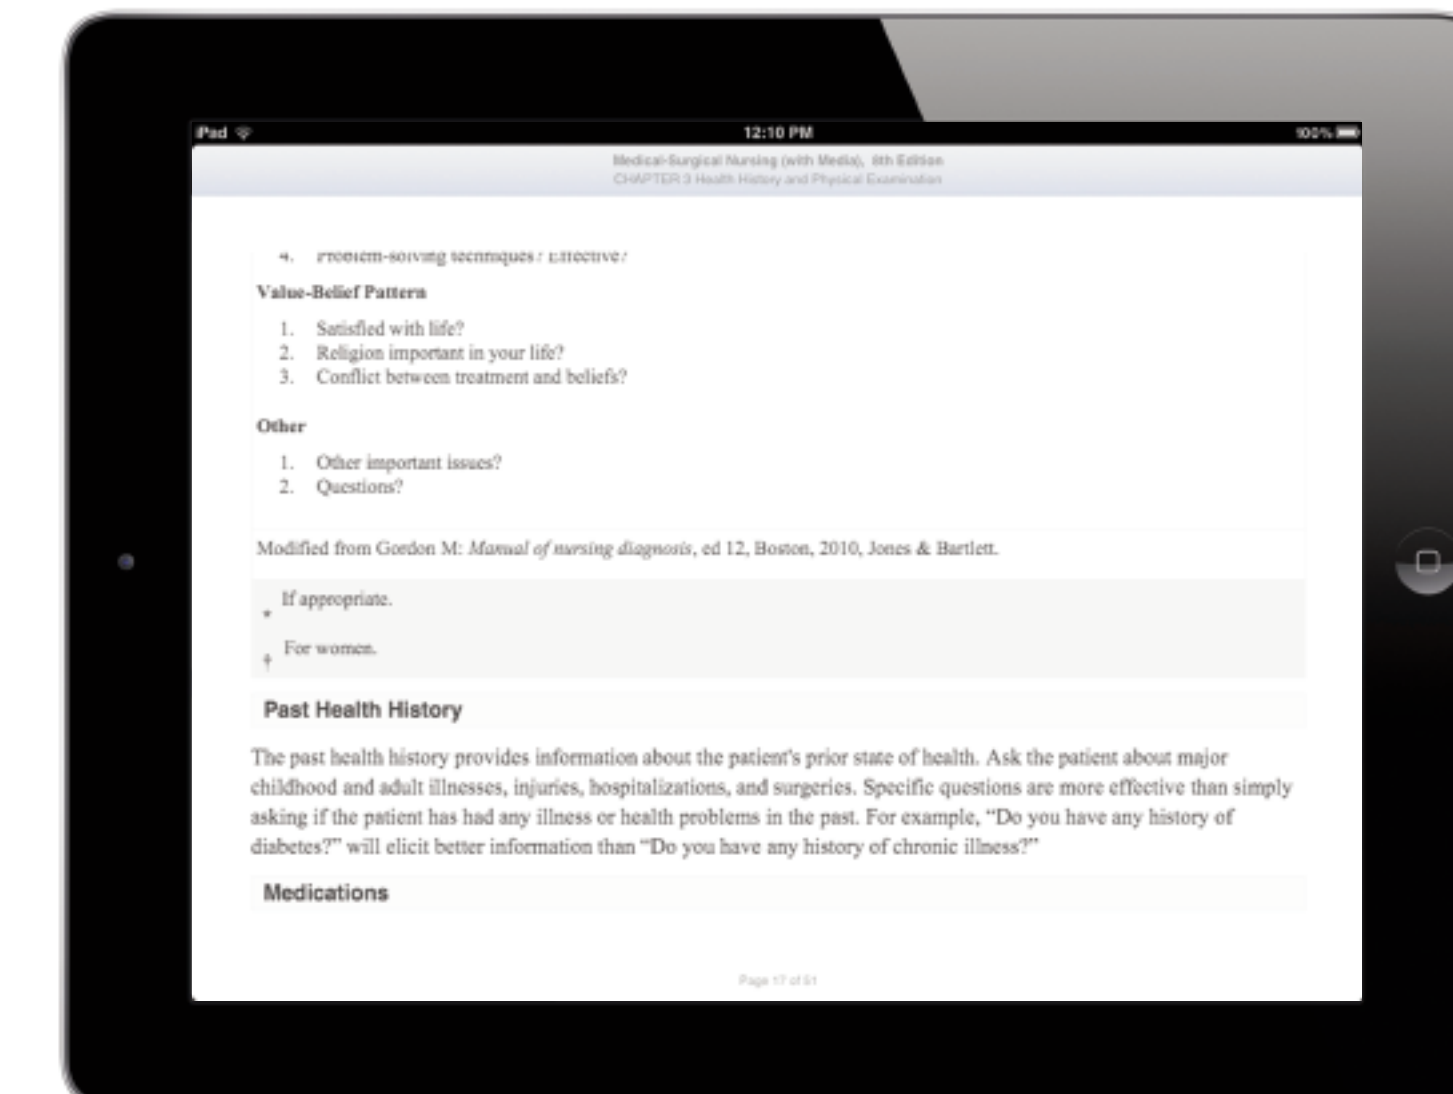 iPad
12:10 PM
100%
Medical-Surgical Nursing (with Media), 8th Edition
CHAPTER 3 Health History and Physical Examination
4. Problem-solving techniques? Effective?
Value-Belief Pattern
1. Satisfied with life?
2. Religion important in your life?
3. Conflict between treatment and beliefs?
Other
1. Other important issues?
2. Questions?
Modified from Gordon M: Manual of nursing diagnosis, ed 12, Boston, 2010, Jones & Bartlett.
* If appropriate.
† For women.
Past Health History
The past health history provides information about the patient's prior state of health. Ask the patient about major
childhood and adult illnesses, injuries, hospitalizations, and surgeries. Specific questions are more effective than simply
asking if the patient has had any illness or health problems in the past. For example, “Do you have any history of
diabetes?” will elicit better information than “Do you have any history of chronic illness?”
Medications
Page 17 of 51